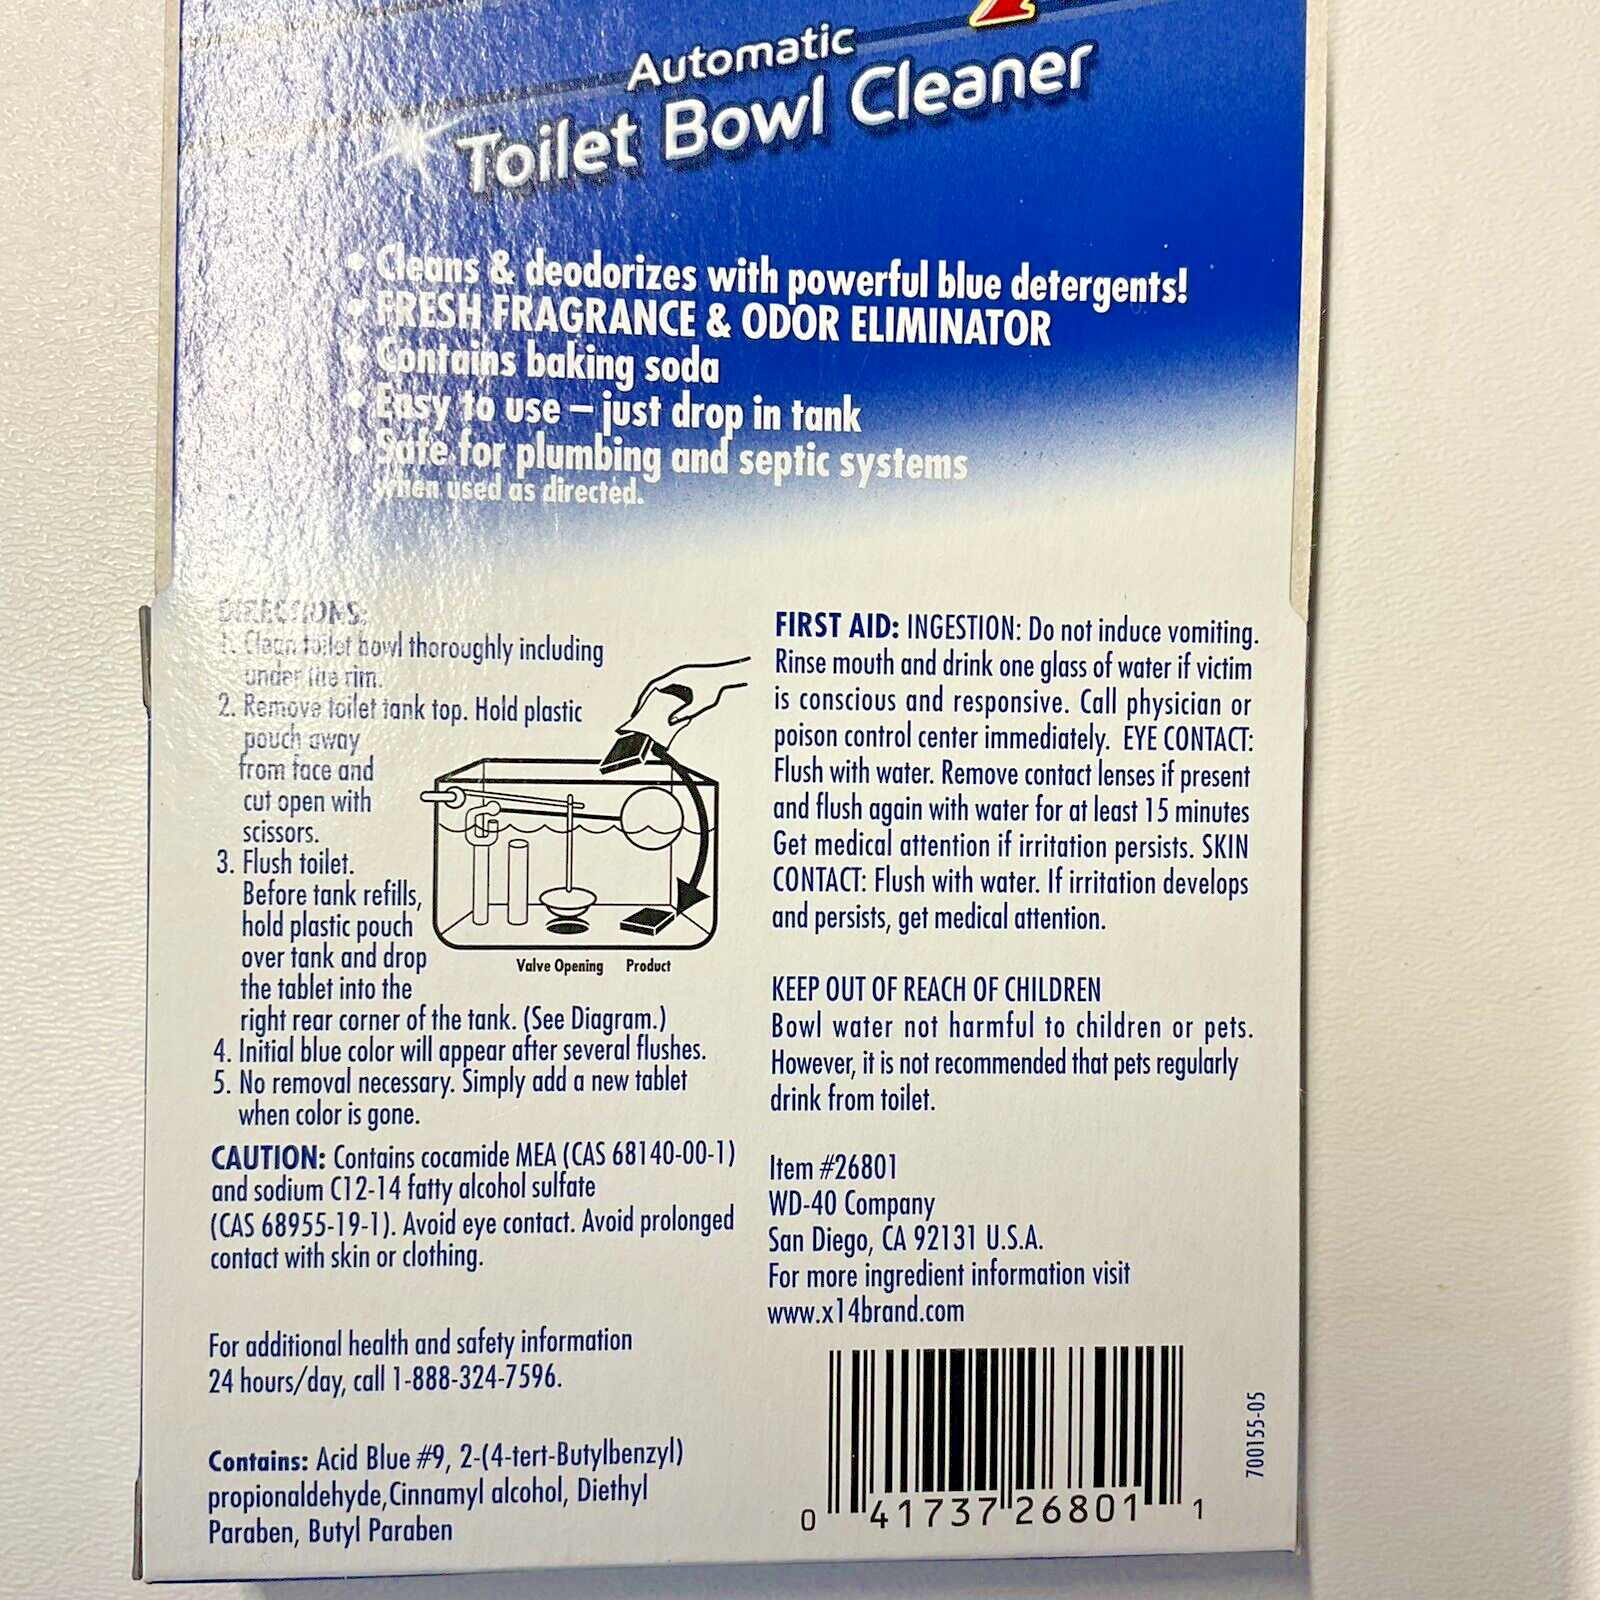 Automatic
Toilet Bowl Cleaner
• Cleans & deodorizes with powerful blue detergents!
• FRESH FRAGRANCE & ODOR ELIMINATOR
• Contains baking soda
• Easy to use – just drop in tank
• Safe for plumbing and septic systems
when used as directed.
DIRECTIONS:
1. Clean toilet bowl thoroughly including
under the rim.
2. Remove toilet tank top. Hold plastic
pouch away
from face and
cut open with
scissors.
3. Flush toilet.
Before tank refills,
hold plastic pouch
over tank and drop
the tablet into the
right rear corner of the tank. (See Diagram.)
4. Initial blue color will appear after several flushes.
5. No removal necessary. Simply add a new tablet
when color is gone.
Valve Opening Product
CAUTION: Contains cocamide MEA (CAS 68140-00-1)
and sodium C12-14 fatty alcohol sulfate
(CAS 68955-19-1). Avoid eye contact. Avoid prolonged
contact with skin or clothing.
For additional health and safety information
24 hours/day, call 1-888-324-7596.
Contains: Acid Blue #9, 2-(4-tert-Butylbenzyl)
propionaldehyde,Cinnamyl alcohol, Diethyl
Paraben, Butyl Paraben
FIRST AID: INGESTION: Do not induce vomiting.
Rinse mouth and drink one glass of water if victim
is conscious and responsive. Call physician or
poison control center immediately. EYE CONTACT:
Flush with water. Remove contact lenses if present
and flush again with water for at least 15 minutes
Get medical attention if irritation persists. SKIN
CONTACT: Flush with water. If irritation develops
and persists, get medical attention.
KEEP OUT OF REACH OF CHILDREN
Bowl water not harmful to children or pets.
However, it is not recommended that pets regularly
drink from toilet.
Item #26801
WD-40 Company
San Diego, CA 92131 U.S.A.
For more ingredient information visit
www.x14brand.com
0 41737 26801 1
700155-05